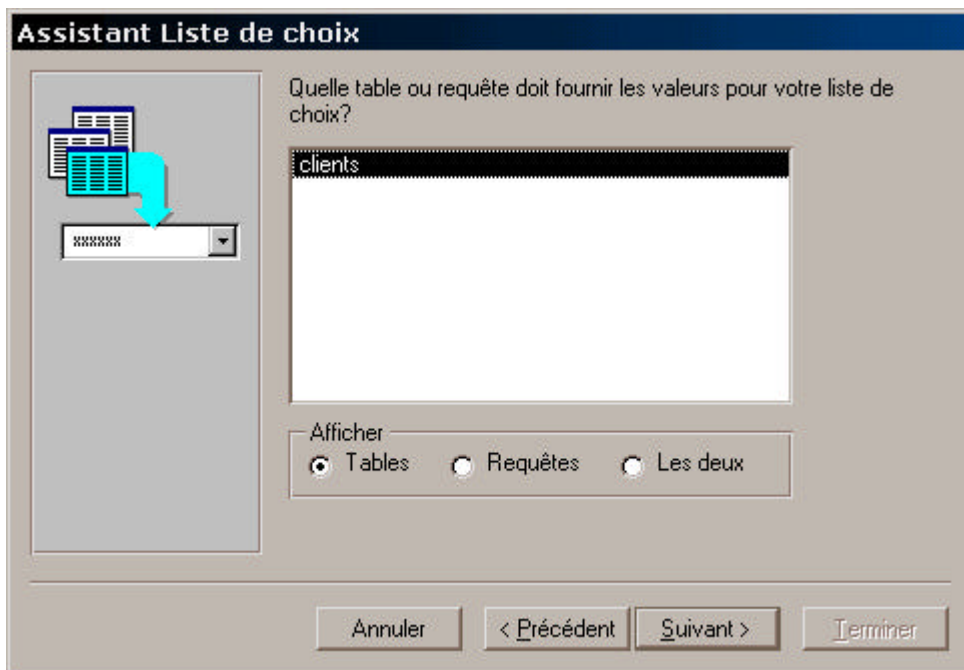 Assistant Liste de choix
Quelle table ou requête doit fournir les valeurs pour votre liste de
choix?
xxxxxx
clients
Afficher
Tables Requêtes Les deux
Annuler < Précédent Suivant > Terminer